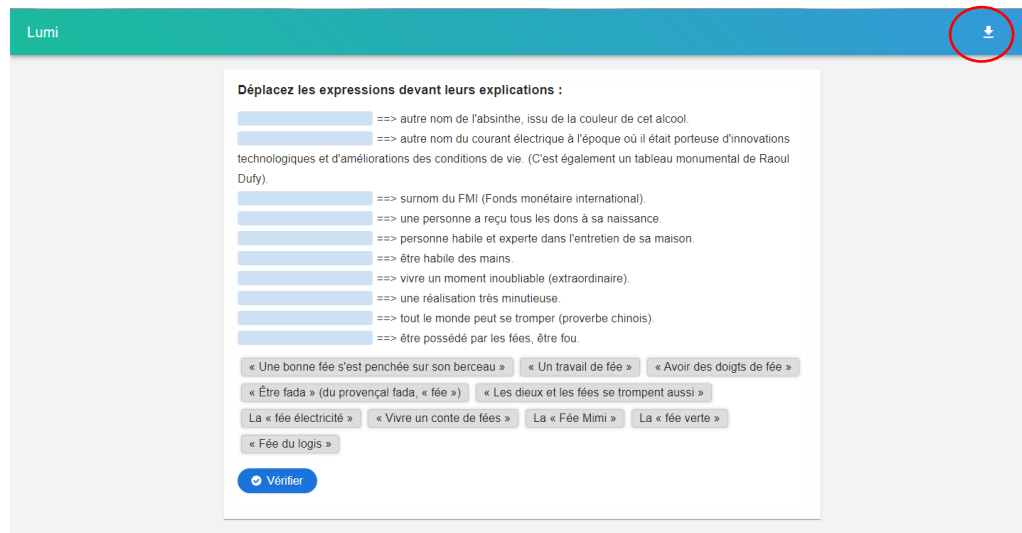 Lumi
Déplacez les expressions devant leurs explications :
==> autre nom de l'absinthe, issu de la couleur de cet alcool.
==> autre nom du courant électrique à l'époque où il était porteuse d'innovations
technologiques et d'améliorations des conditions de vie. (C'est également un tableau monumental de Raoul
Dufy).
==> surnom du FMI (Fonds monétaire international).
==> une personne a reçu tous les dons à sa naissance.
==> personne habile et experte dans l'entretien de sa maison.
==> être habile des mains.
==> vivre un moment inoubliable (extraordinaire).
==> une réalisation très minutieuse.
==> tout le monde peut se tromper (proverbe chinois).
==> être possédé par les fées, être fou.
« Une bonne fée s'est penchée sur son berceau » « Un travail de fée » « Avoir des doigts de fée »
« Être fada » (du provençal fada, « fée ») « Les dieux et les fées se trompent aussi »
La « fée électricité » « Vivre un conte de fées » La « Fée Mimi » La « fée verte »
« Fée du logis »
Vérifier